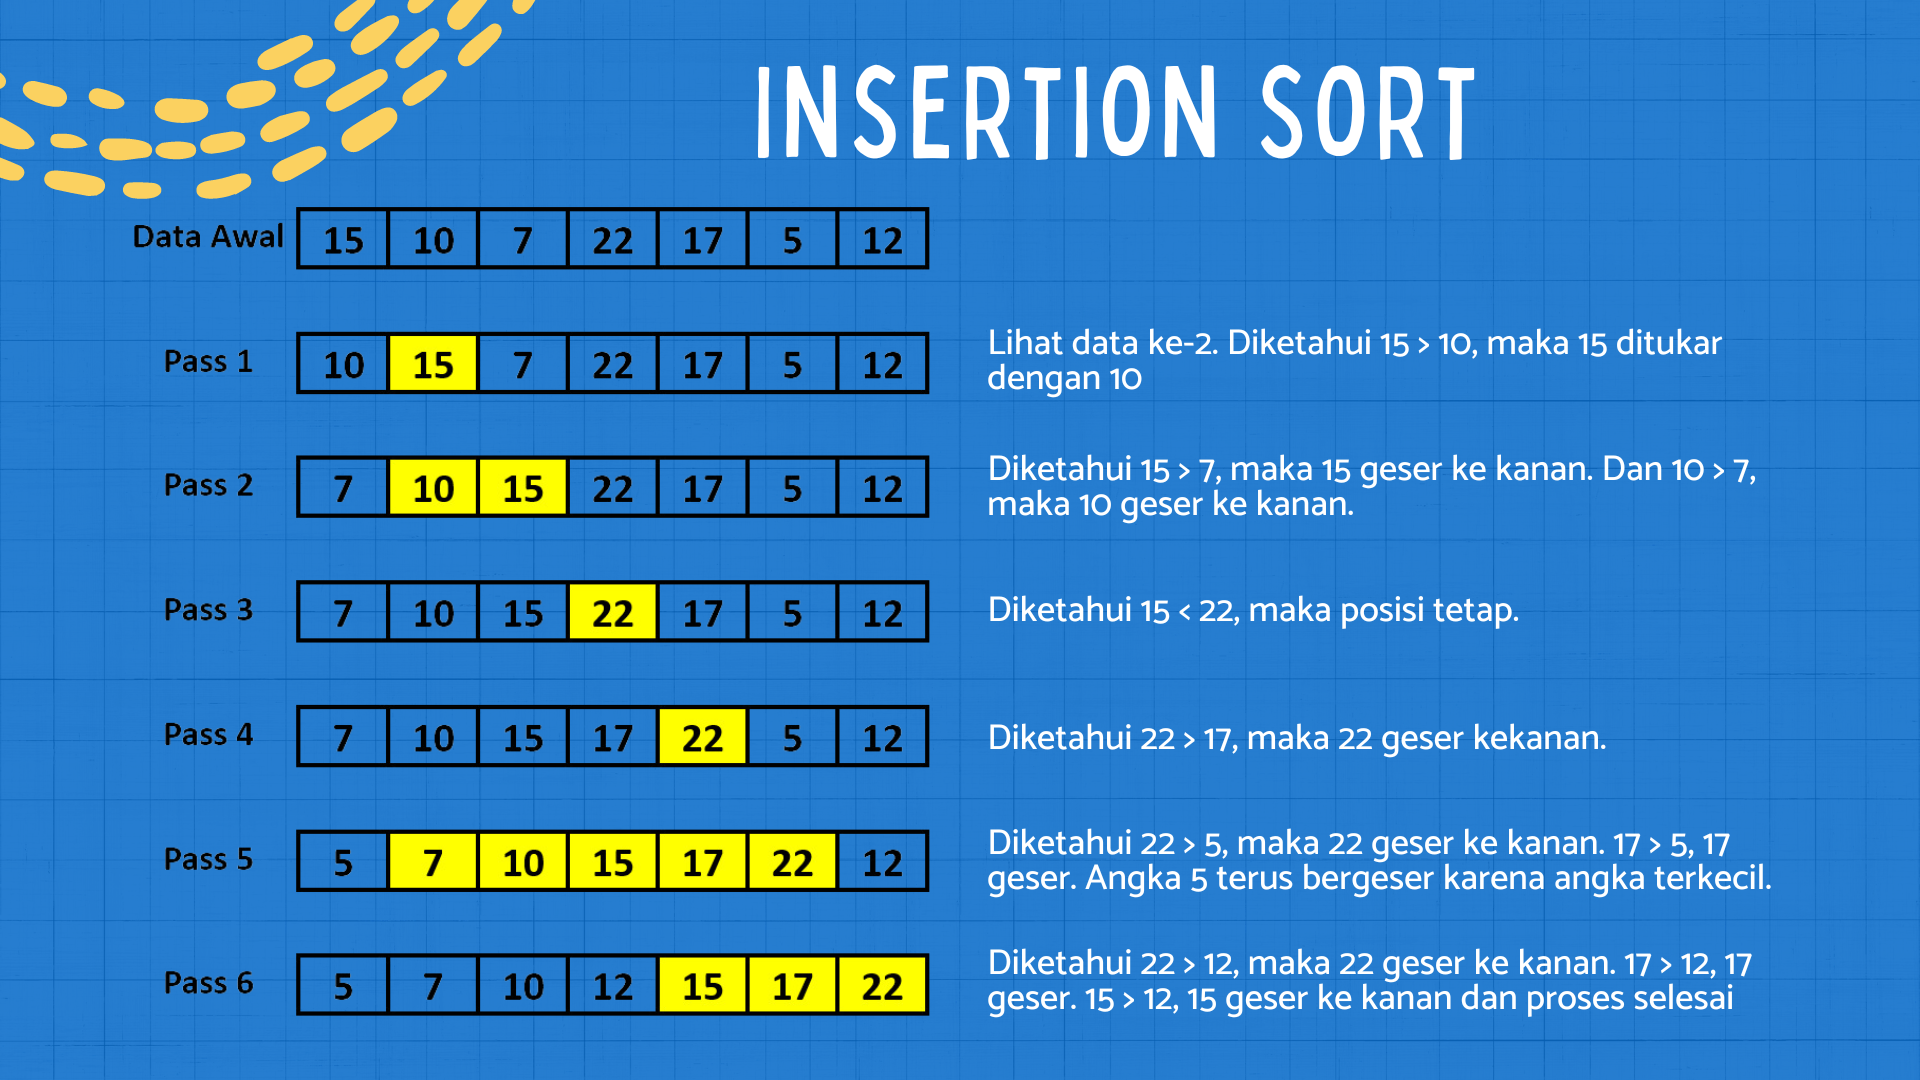 INSERTION SORT
Data Awal 15 10 7 22 17 5 12
Pass 1 10 15 7 22 17 5 12
Lihat data ke-2. Diketahui 15 > 10, maka 15 ditukar
dengan 10
Pass 2 7 10 15 22 17 5 12
Diketahui 15 > 7, maka 15 geser ke kanan. Dan 10 > 7,
maka 10 geser ke kanan.
Pass 3 7 10 15 22 17 5 12
Diketahui 15 < 22, maka posisi tetap.
Pass 4 7 10 15 17 22 5 12
Diketahui 22 > 17, maka 22 geser kekanan.
Pass 5 5 7 10 15 17 22 12
Diketahui 22 > 5, maka 22 geser ke kanan. 17 > 5, 17
geser. Angka 5 terus bergeser karena angka terkecil.
Pass 6 5 7 10 12 15 17 22
Diketahui 22 > 12, maka 22 geser ke kanan. 17 > 12, 17
geser. 15 > 12, 15 geser ke kanan dan proses selesai